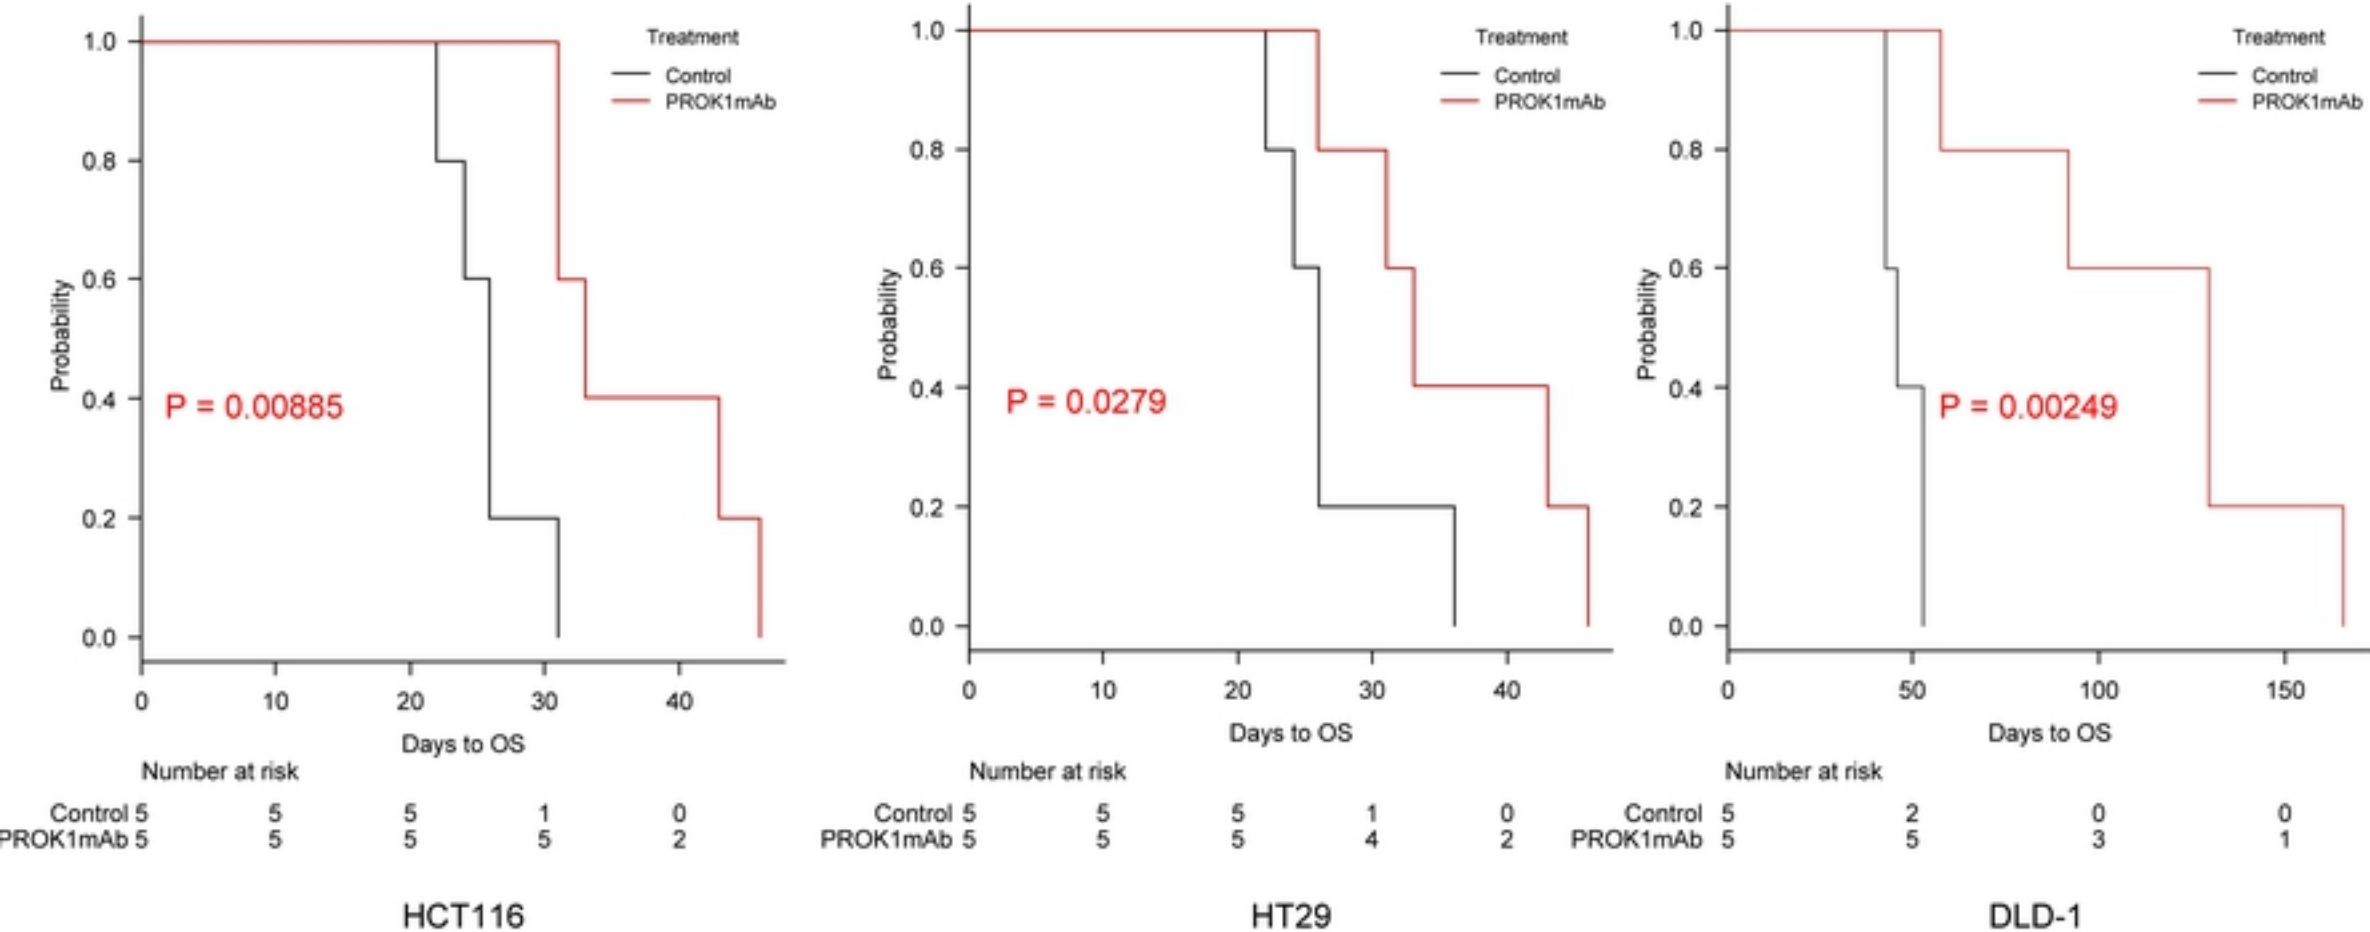 Treatment
Control
PROK1mAb
1.0
0.8
0.6
0.4
0.2
0.0
Probability
P = 0.00885
0 10 20 30 40
Days to OS
Number at risk
Control 5 5 5 1 0
PROK1mAb 5 5 5 5 2
HCT116
Treatment
Control
PROK1mAb
1.0
0.8
0.6
0.4
0.2
0.0
Probability
P = 0.0279
0 10 20 30 40
Days to OS
Number at risk
Control 5 5 5 1 0
PROK1mAb 5 5 5 4 2
HT29
Treatment
Control
PROK1mAb
1.0
0.8
0.6
0.4
0.2
0.0
Probability
P = 0.00249
0 50 100 150
Days to OS
Number at risk
Control 5 2 0 0
PROK1mAb 5 5 3 1
DLD-1